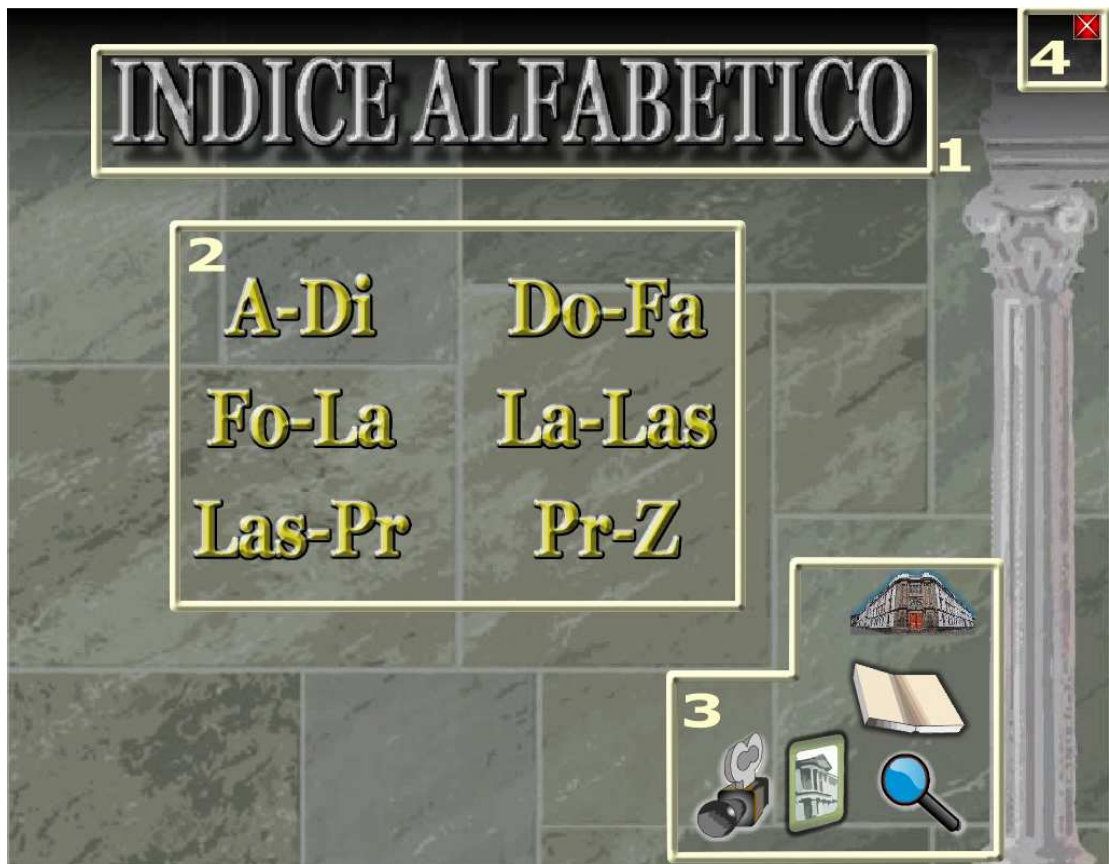 4
INDICE ALFABETICO
1
2
A-Di Do-Fa
Fo-La La-Las
Las-Pr Pr-Z
3